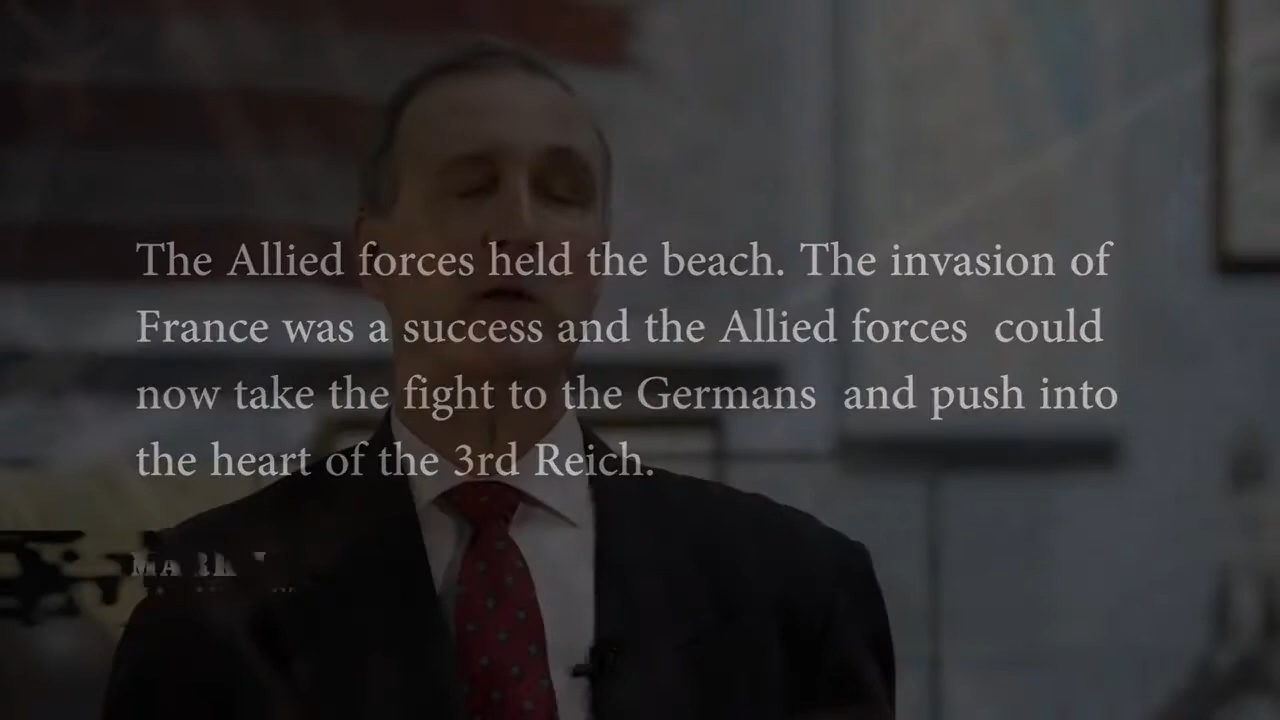 The Allied forces held the beach. The invasion of
France was a success and the Allied forces could
now take the fight to the Germans and push into
the heart of the 3rd Reich.
MARK